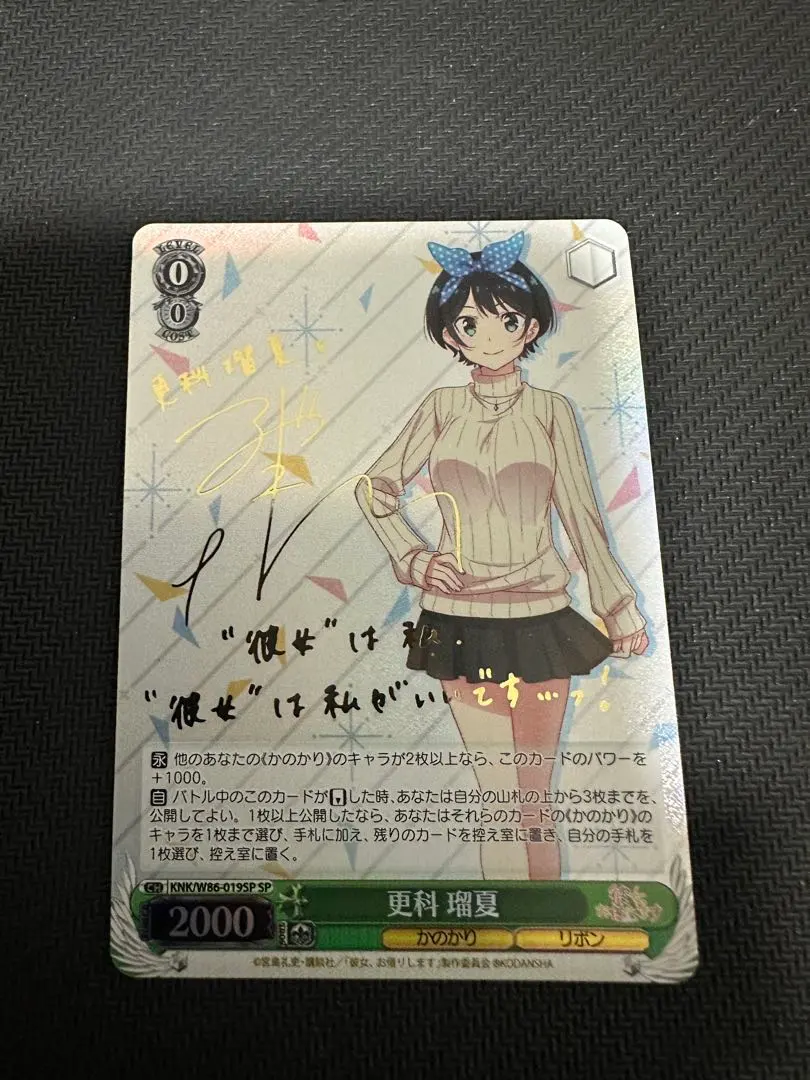 LEVEL
0
0
COST
更科 瑠夏.
"彼女"は私.
"彼女"は私がいいですッ!
永 他のあなたの《かのかり》のキャラが2枚以上なら、このカードのパワーを
+1000。
自 バトル中のこのカードがした時、あなたは自分の山札の上から3枚までを、
公開してよい。1枚以上公開したなら、あなたはそれらのカードの《かのかり》の
キャラを1枚まで選び、手札に加え、残りのカードを控え室に置き、自分の手札を
1枚選び、控え室に置く。
CH KNK/W86-019SP SP
更科 瑠夏
2000
SOUL
かのかり リボン
©宮島礼吏・講談社/「彼女、お借りします」製作委員会 ®KODANSHA